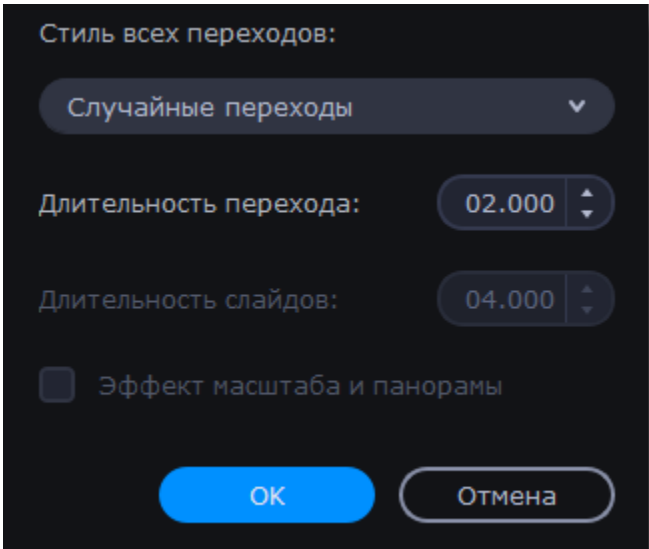 Стиль всех переходов:
Случайные переходы
Длительность перехода: 02.000
Длительность слайдов: 04.000
Эффект масштаба и панорамы
OK Отмена